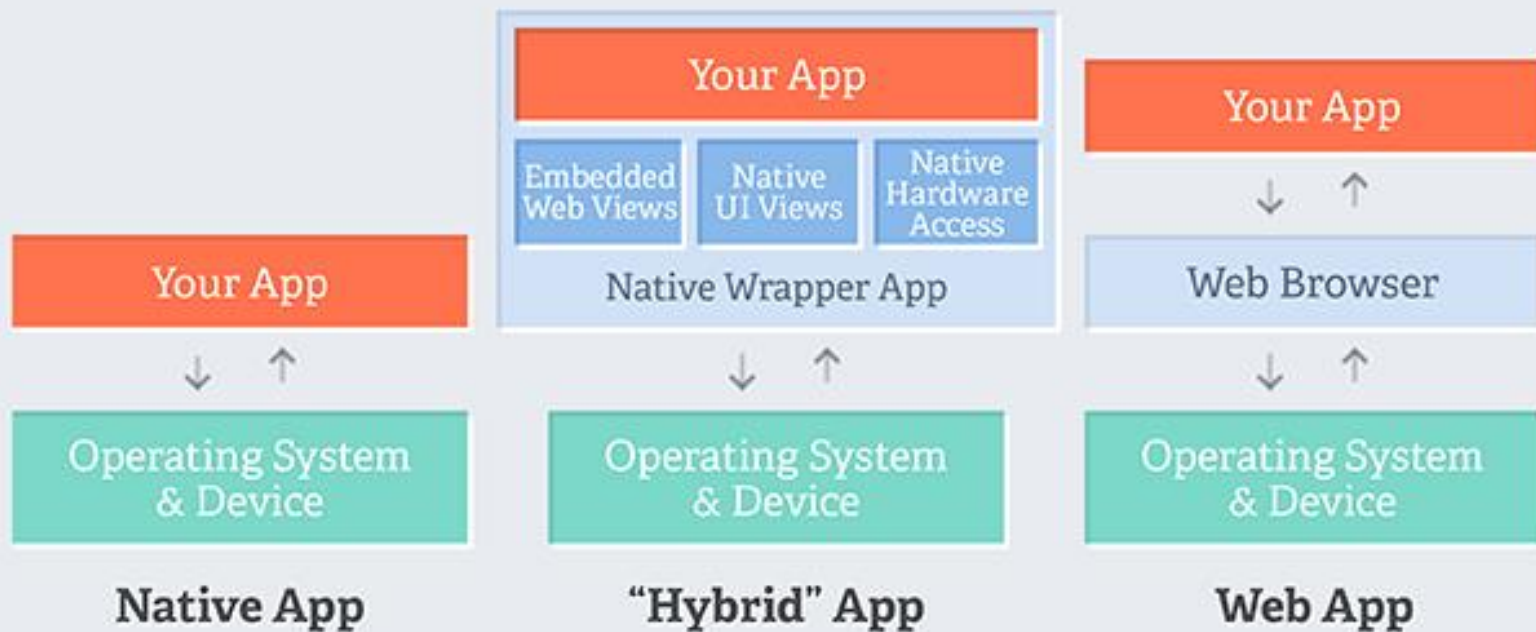 Your App
Operating System
& Device
Native App
Your App
Embedded
Web Views
Native
UI Views
Native
Hardware
Access
Native Wrapper App
Operating System
& Device
“Hybrid” App
Your App
Web Browser
Operating System
& Device
Web App